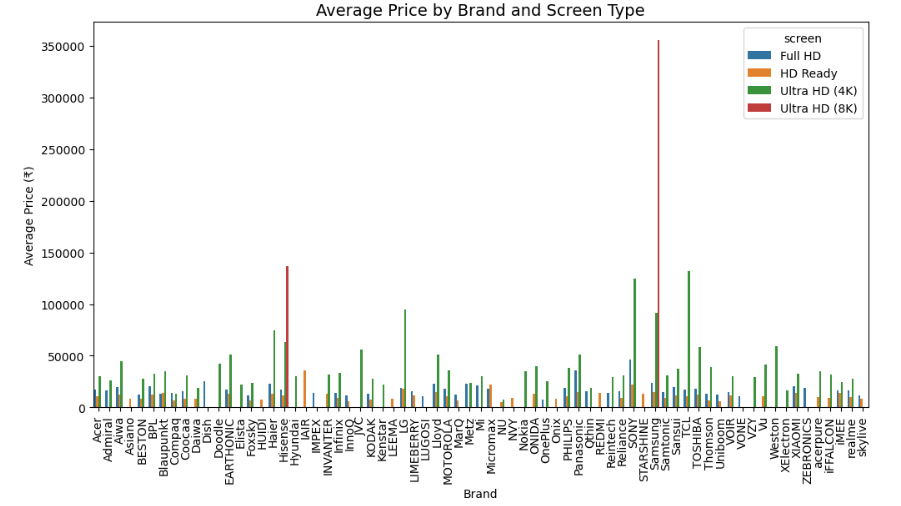 Average Price by Brand and Screen Type
screen
Full HD
HD Ready
Ultra HD (4K)
Ultra HD (8K)
Average Price (₹)
350000
300000
250000
200000
150000
100000
50000
0
Acer
Admiral
Aiwa
Asiano
BESTON
BPL
Blaupunkt
Compaq
Coocaa
Daiwa
Dish
Doodle
EARTHONIC
Elista
Foxsky
HUIDI
Haier
Hisense
Hyundai
IAIR
IMPEX
INVANTER
Infinix
InnoQ
JVC
KODAK
Kenstar
LEEMA
LG
LIMEBERRY
LUGOSI
Lloyd
MOTOROLA
MarQ
Metz
Mi
Micromax
NU
NVY
Nokia
ONIDA
OnePlus
Onix
PHILIPS
Panasonic
Qthin
REDMI
Reintech
Reliance
SONY
STARSHINE
Samsung
Samtonic
Sansui
TCL
TOSHIBA
Thomson
Uniboom
VOIR
VONE
VZY
Vu
Weston
XElectron
XIAOMI
ZEBRONICS
acerpure
iFFALCON
iMEE
realme
skylive
Brand